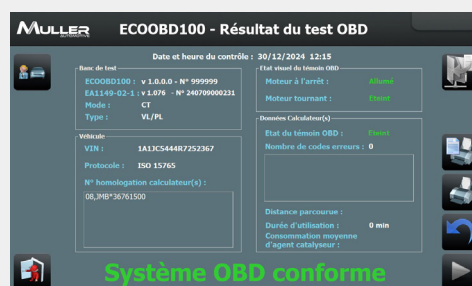 MULLER
AUTOMOTIVE
ECOOBD100 - Résultat du test OBD
Date et heure du contrôle : 30/12/2024 12:15
Banc de test
ECOOBD100 : v 1.0.0.0 - N° 999999
EA1149-02-1 : v 1.076 - N° 240709000231
Mode : CT
Type : VL/PL
Etat visuel du témoin OBD
Moteur à l'arrêt : Allumé
Moteur tournant : Eteint
Véhicule
VIN : 1A1JC5444R7252367
Protocole : ISO 15765
N° homologation calculateur(s) :
08,JMB*36761500
Données Calculateur(s)
Etat du témoin OBD : Eteint
Nombre de codes erreurs : 0
Distance parcourue :
Durée d'utilisation : 0 min
Consommation moyenne
d'agent catalyseur :
Système OBD conforme